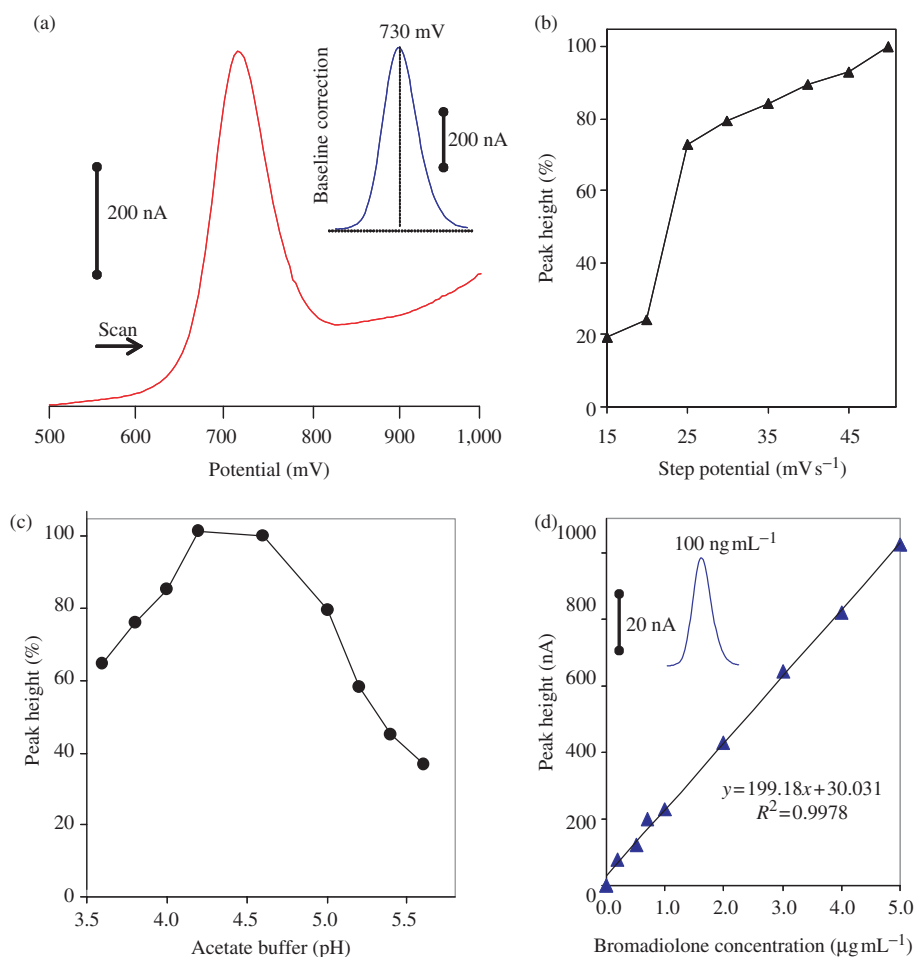 (a)
730 mV
Baseline correction
200 nA
200 nA
Scan
500 600 700 800 900 1,000
Potential (mV)
(b)
100
80
60
40
20
0
Peak height (%)
15 25 35 45
Step potential (mV s⁻¹)
(c)
100
80
60
40
20
0
Peak height (%)
3.5 4.0 4.5 5.0 5.5
Acetate buffer (pH)
(d)
1000
800
600
400
200
0
Peak height (nA)
100 ng mL⁻¹
20 nA
y=199.18x+30.031
R²=0.9978
0.0 1.0 2.0 3.0 4.0 5.0
Bromadiolone concentration (µg mL⁻¹)